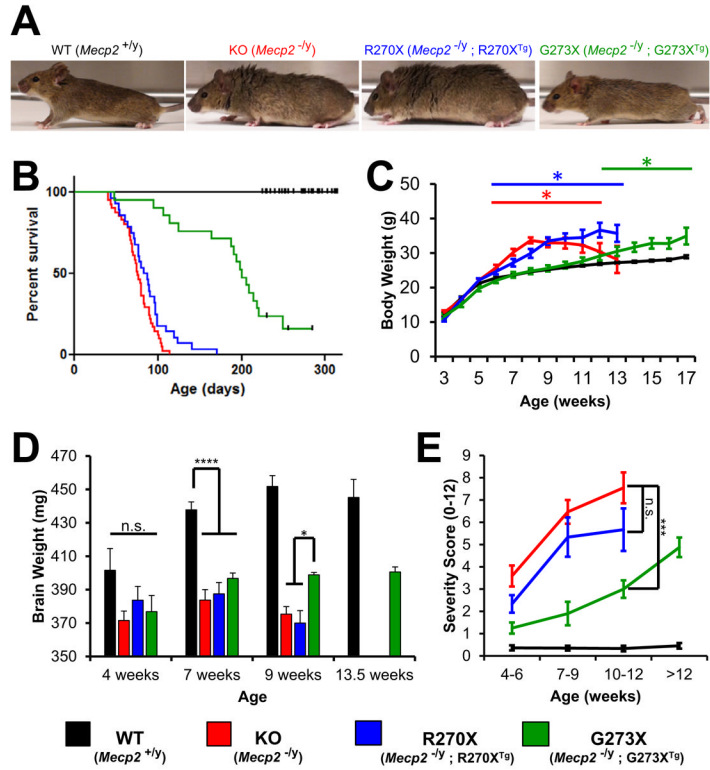 A
WT (Mecp2 +/y)
KO (Mecp2 -/y)
R270X (Mecp2 -/y ; R270XTg)
G273X (Mecp2 -/y ; G273XTg)
B
Percent survival
100
50
0
0 100 200 300
Age (days)
C
*
*
*
Body Weight (g)
50
40
30
20
10
0
3 5 7 9 11 13 15 17
Age (weeks)
D
Brain Weight (mg)
470
450
430
410
390
370
350
n.s.
****
*
4 weeks 7 weeks 9 weeks 13.5 weeks
Age
E
Severity Score (0-12)
9
8
7
6
5
4
3
2
1
0
n.s.
***
4-6 7-9 10-12 >12
Age (weeks)
WT
(Mecp2 +/y)
KO
(Mecp2 -/y)
R270X
(Mecp2 -/y ; R270XTg)
G273X
(Mecp2 -/y ; G273XTg)